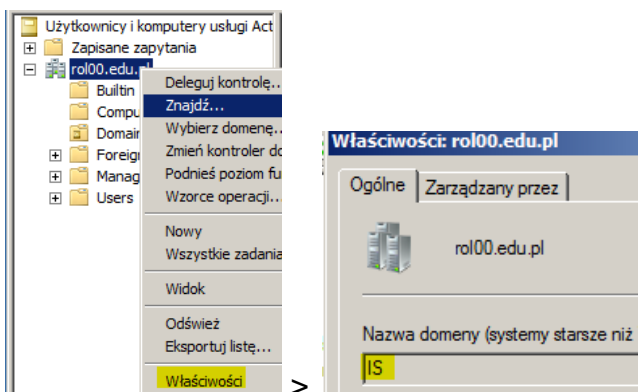 Użytkownicy i komputery usługi Act
Zapisane zapytania
rol00.edu.pl
Builtin
Compu
Domain
Foreign
Manag
Users
Deleguj kontrolę...
Znajdź...
Wybierz domenę...
Zmień kontroler do
Podnieś poziom fu
Wzorce operacji...
Nowy
Wszystkie zadania
Widok
Odśwież
Eksportuj listę...
Właściwości
>
Właściwości: rol00.edu.pl
Ogólne
Zarządzany przez
rol00.edu.pl
Nazwa domeny (systemy starsze niż
IS